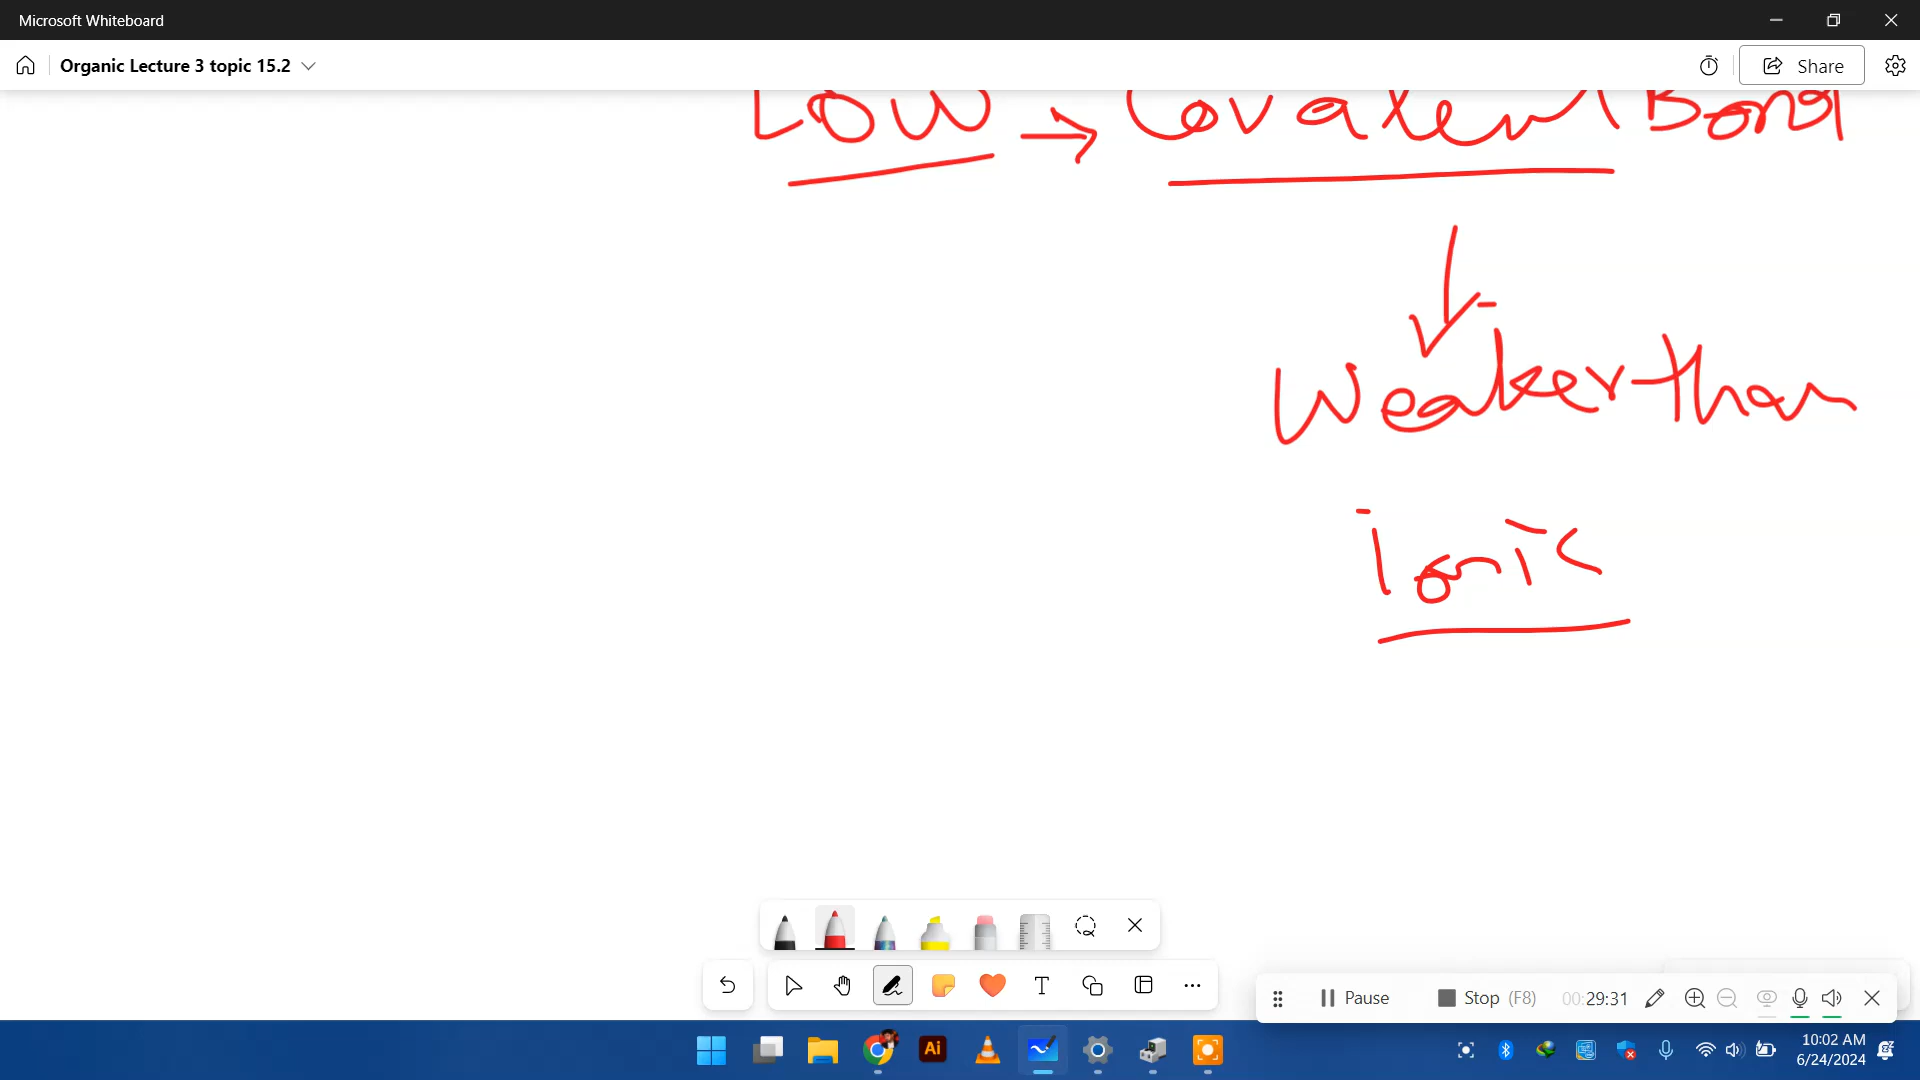 Microsoft Whiteboard
Organic Lecture 3 topic 15.2
Share
LOW → Covalent Bond
Weaker than
Ionic
T
Pause
Stop (F8)
00:29:31
Ai
10:02 AM
6/24/2024